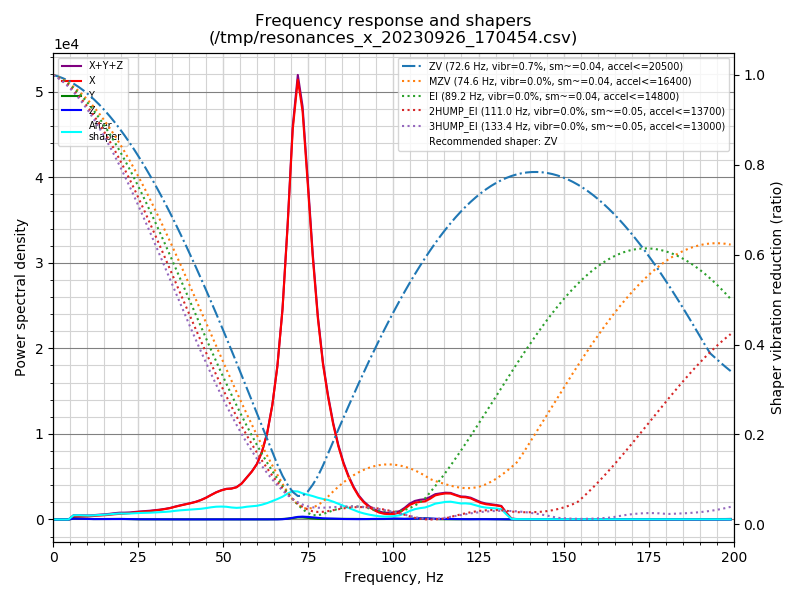 Frequency response and shapers
(/tmp/resonances_x_20230926_170454.csv)
1e4
X+Y+Z
X
Y
Z
After
shaper
ZV (72.6 Hz, vibr=0.7%, sm~=0.04, accel<=20500)
MZV (74.6 Hz, vibr=0.0%, sm~=0.04, accel<=16400)
EI (89.2 Hz, vibr=0.0%, sm~=0.04, accel<=14800)
2HUMP_EI (111.0 Hz, vibr=0.0%, sm~=0.05, accel<=13700)
3HUMP_EI (133.4 Hz, vibr=0.0%, sm~=0.05, accel<=13000)
Recommended shaper: ZV
5
4
3
2
1
0
Power spectral density
1.0
0.8
0.6
0.4
0.2
0.0
Shaper vibration reduction (ratio)
0 25 50 75 100 125 150 175 200
Frequency, Hz